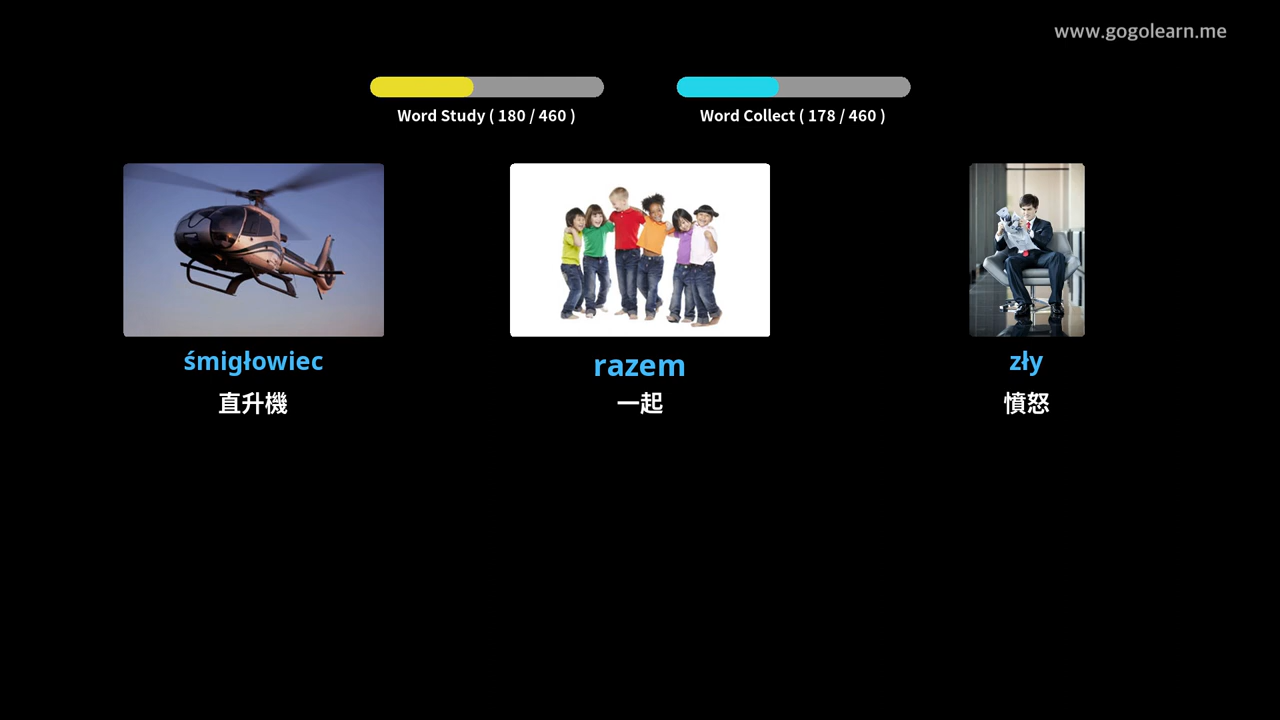 www.gogolearn.me
Word Study ( 180 / 460 )
Word Collect ( 178 / 460 )
śmigłowiec
razem
zły
直升機
一起
憤怒